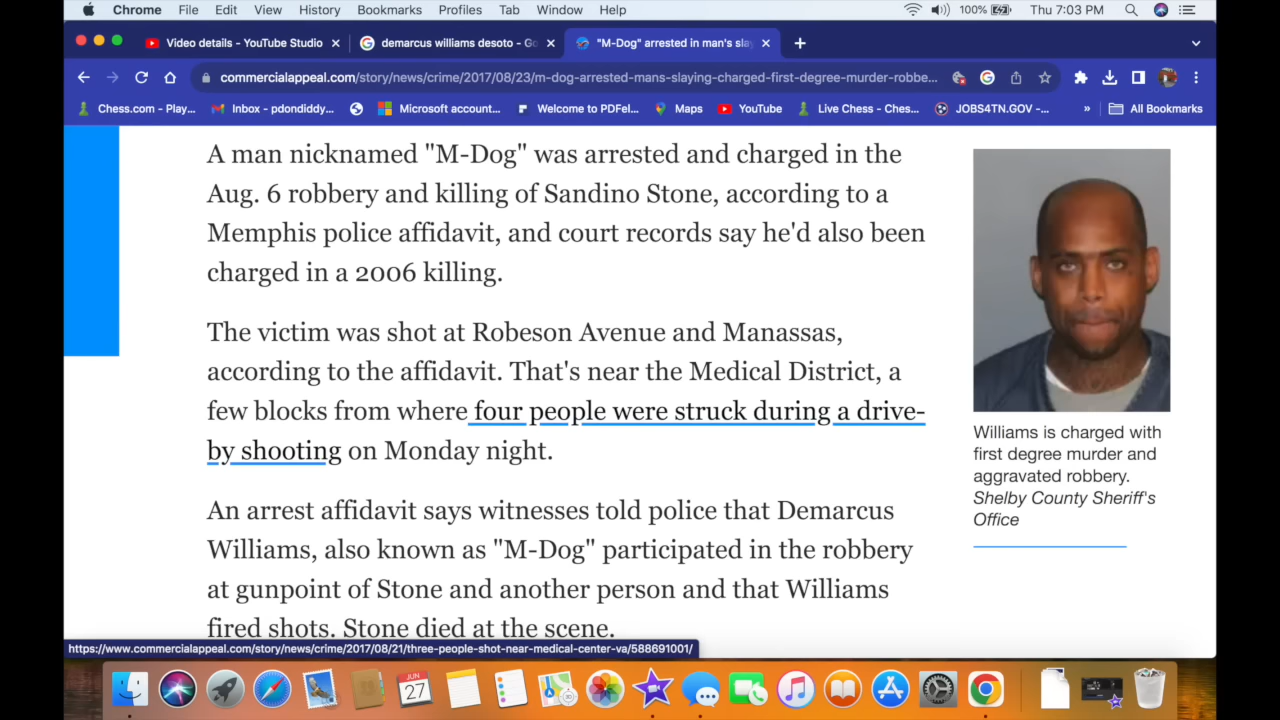 Chrome File Edit View History Bookmarks Profiles Tab Window Help 100% Thu 7:03 PM
Video details - YouTube Studio demarcus williams desoto - Go "M-Dog" arrested in man's slay
commercialappeal.com/story/news/crime/2017/08/23/m-dog-arrested-mans-slaying-charged-first-degree-murder-robbe...
Chess.com - Play... Inbox - pdondiddy... Microsoft account... Welcome to PDFel... Maps YouTube Live Chess - Ches... JOBS4TN.GOV -... » All Bookmarks
A man nicknamed "M-Dog" was arrested and charged in the
Aug. 6 robbery and killing of Sandino Stone, according to a
Memphis police affidavit, and court records say he'd also been
charged in a 2006 killing.
The victim was shot at Robeson Avenue and Manassas,
according to the affidavit. That's near the Medical District, a
few blocks from where four people were struck during a drive-
by shooting on Monday night.
An arrest affidavit says witnesses told police that Demarcus
Williams, also known as "M-Dog" participated in the robbery
at gunpoint of Stone and another person and that Williams
fired shots. Stone died at the scene.
Williams is charged with
first degree murder and
aggravated robbery.
Shelby County Sheriff's
Office
https://www.commercialappeal.com/story/news/crime/2017/08/21/three-people-shot-near-medical-center-va/588691001/
JUN
27